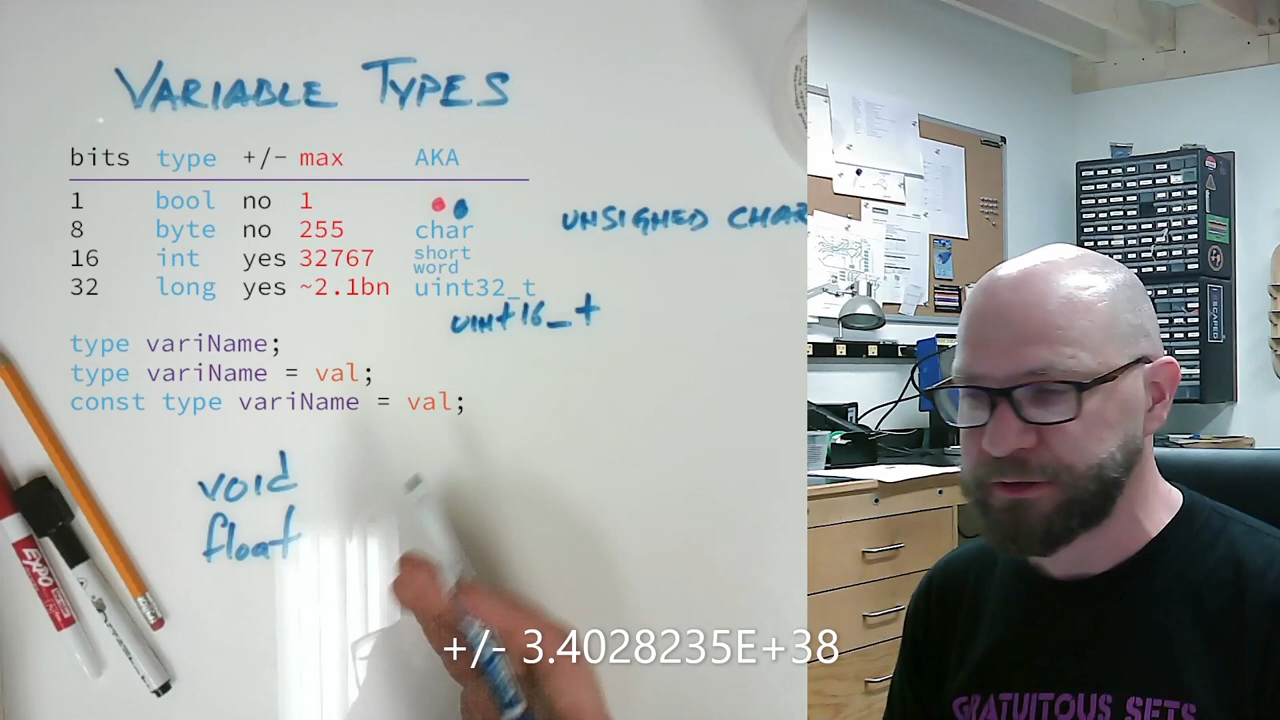 VARIABLE TYPES
bits type +/- max AKA
1 bool no 1
8 byte no 255 char
UNSIGNED CHAR
16 int yes 32767 short word
32 long yes ~2.1bn uint32_t
uint16_t
type variName;
type variName = val;
const type variName = val;
void
float
EXPO
+/- 3.4028235E+38
ESCAPED
GRATUITOUS SETS